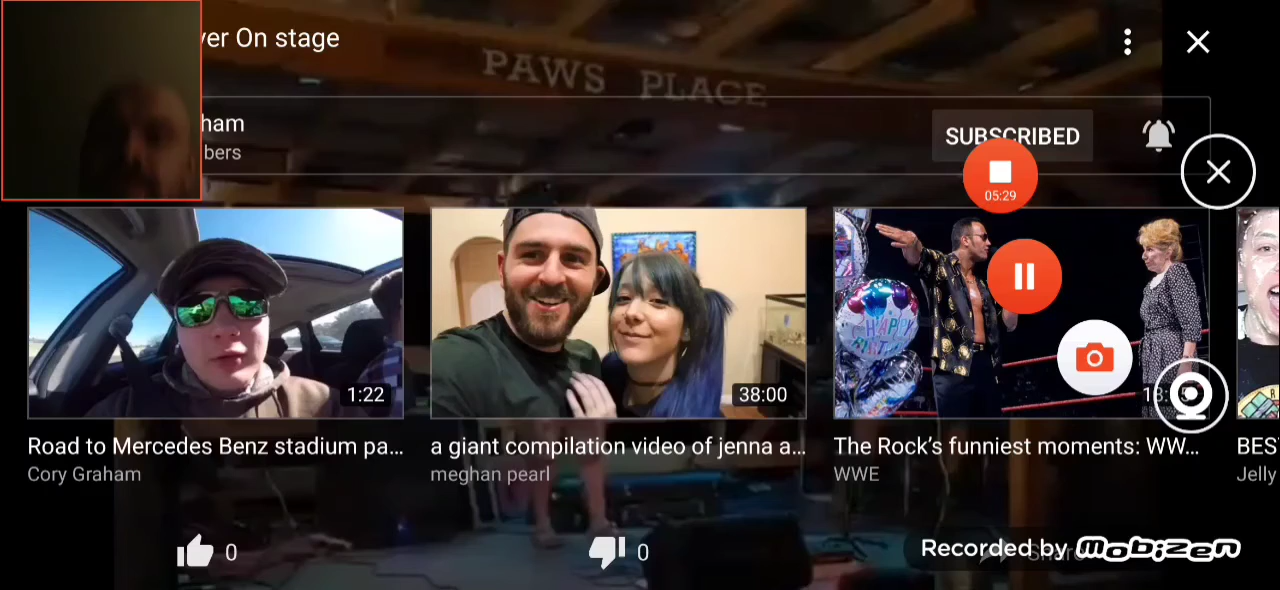 ver On stage
PAWS PLACE
ham
bers
SUBSCRIBED
05:29
HAPPY
1:22
38:00
Road to Mercedes Benz stadium pa...
a giant compilation video of jenna a...
The Rock's funniest moments: WW...
BES
Cory Graham
meghan pearl
WWE
Jelly
0
0
Recorded by Mobizen